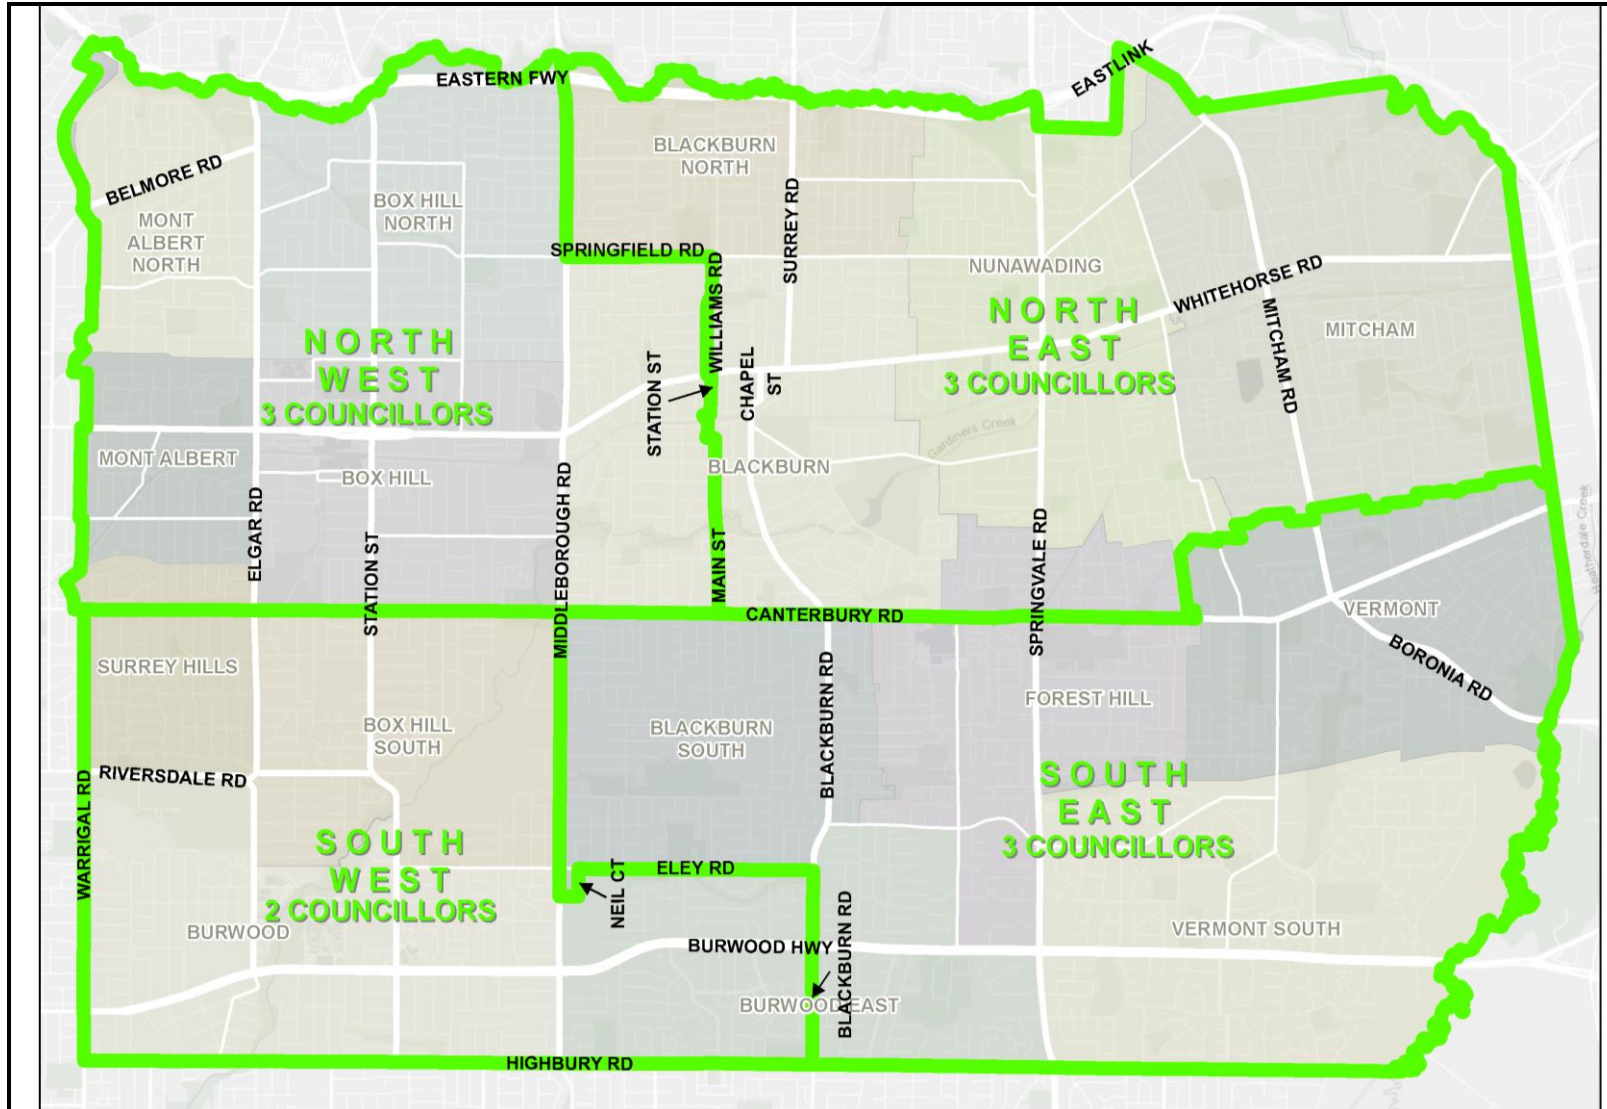 EASTERN FWY
EASTLINK
BELMORE RD
BLACKBURN
NORTH
BOX HILL
NORTH
MONT
ALBERT
NORTH
SURREY RD
SPRINGFIELD RD
WILLIAMS RD
NUNAWADING
WHITEHORSE RD
NORTH
WEST
3 COUNCILLORS
NORTH
EAST
3 COUNCILLORS
MITCHAM
MITCHAM RD
STATION ST
CHAPEL
ST
Gardiners Creek
MONT ALBERT
BOX HILL
BLACKBURN
ELGAR RD
STATION ST
MIDDLEBOROUGH RD
MAIN ST
SPRINGVALE RD
Heatherdale Creek
CANTERBURY RD
VERMONT
BORONIA RD
SURREY HILLS
BOX HILL
SOUTH
BLACKBURN
SOUTH
BLACKBURN RD
FOREST HILL
WARRIGAL RD
RIVERSDALE RD
SOUTH
WEST
2 COUNCILLORS
SOUTH
EAST
3 COUNCILLORS
ELEY RD
NEIL CT
BURWOOD
BURWOOD HWY
BLACKBURN RD
VERMONT SOUTH
BURWOOD EAST
HIGHBURY RD